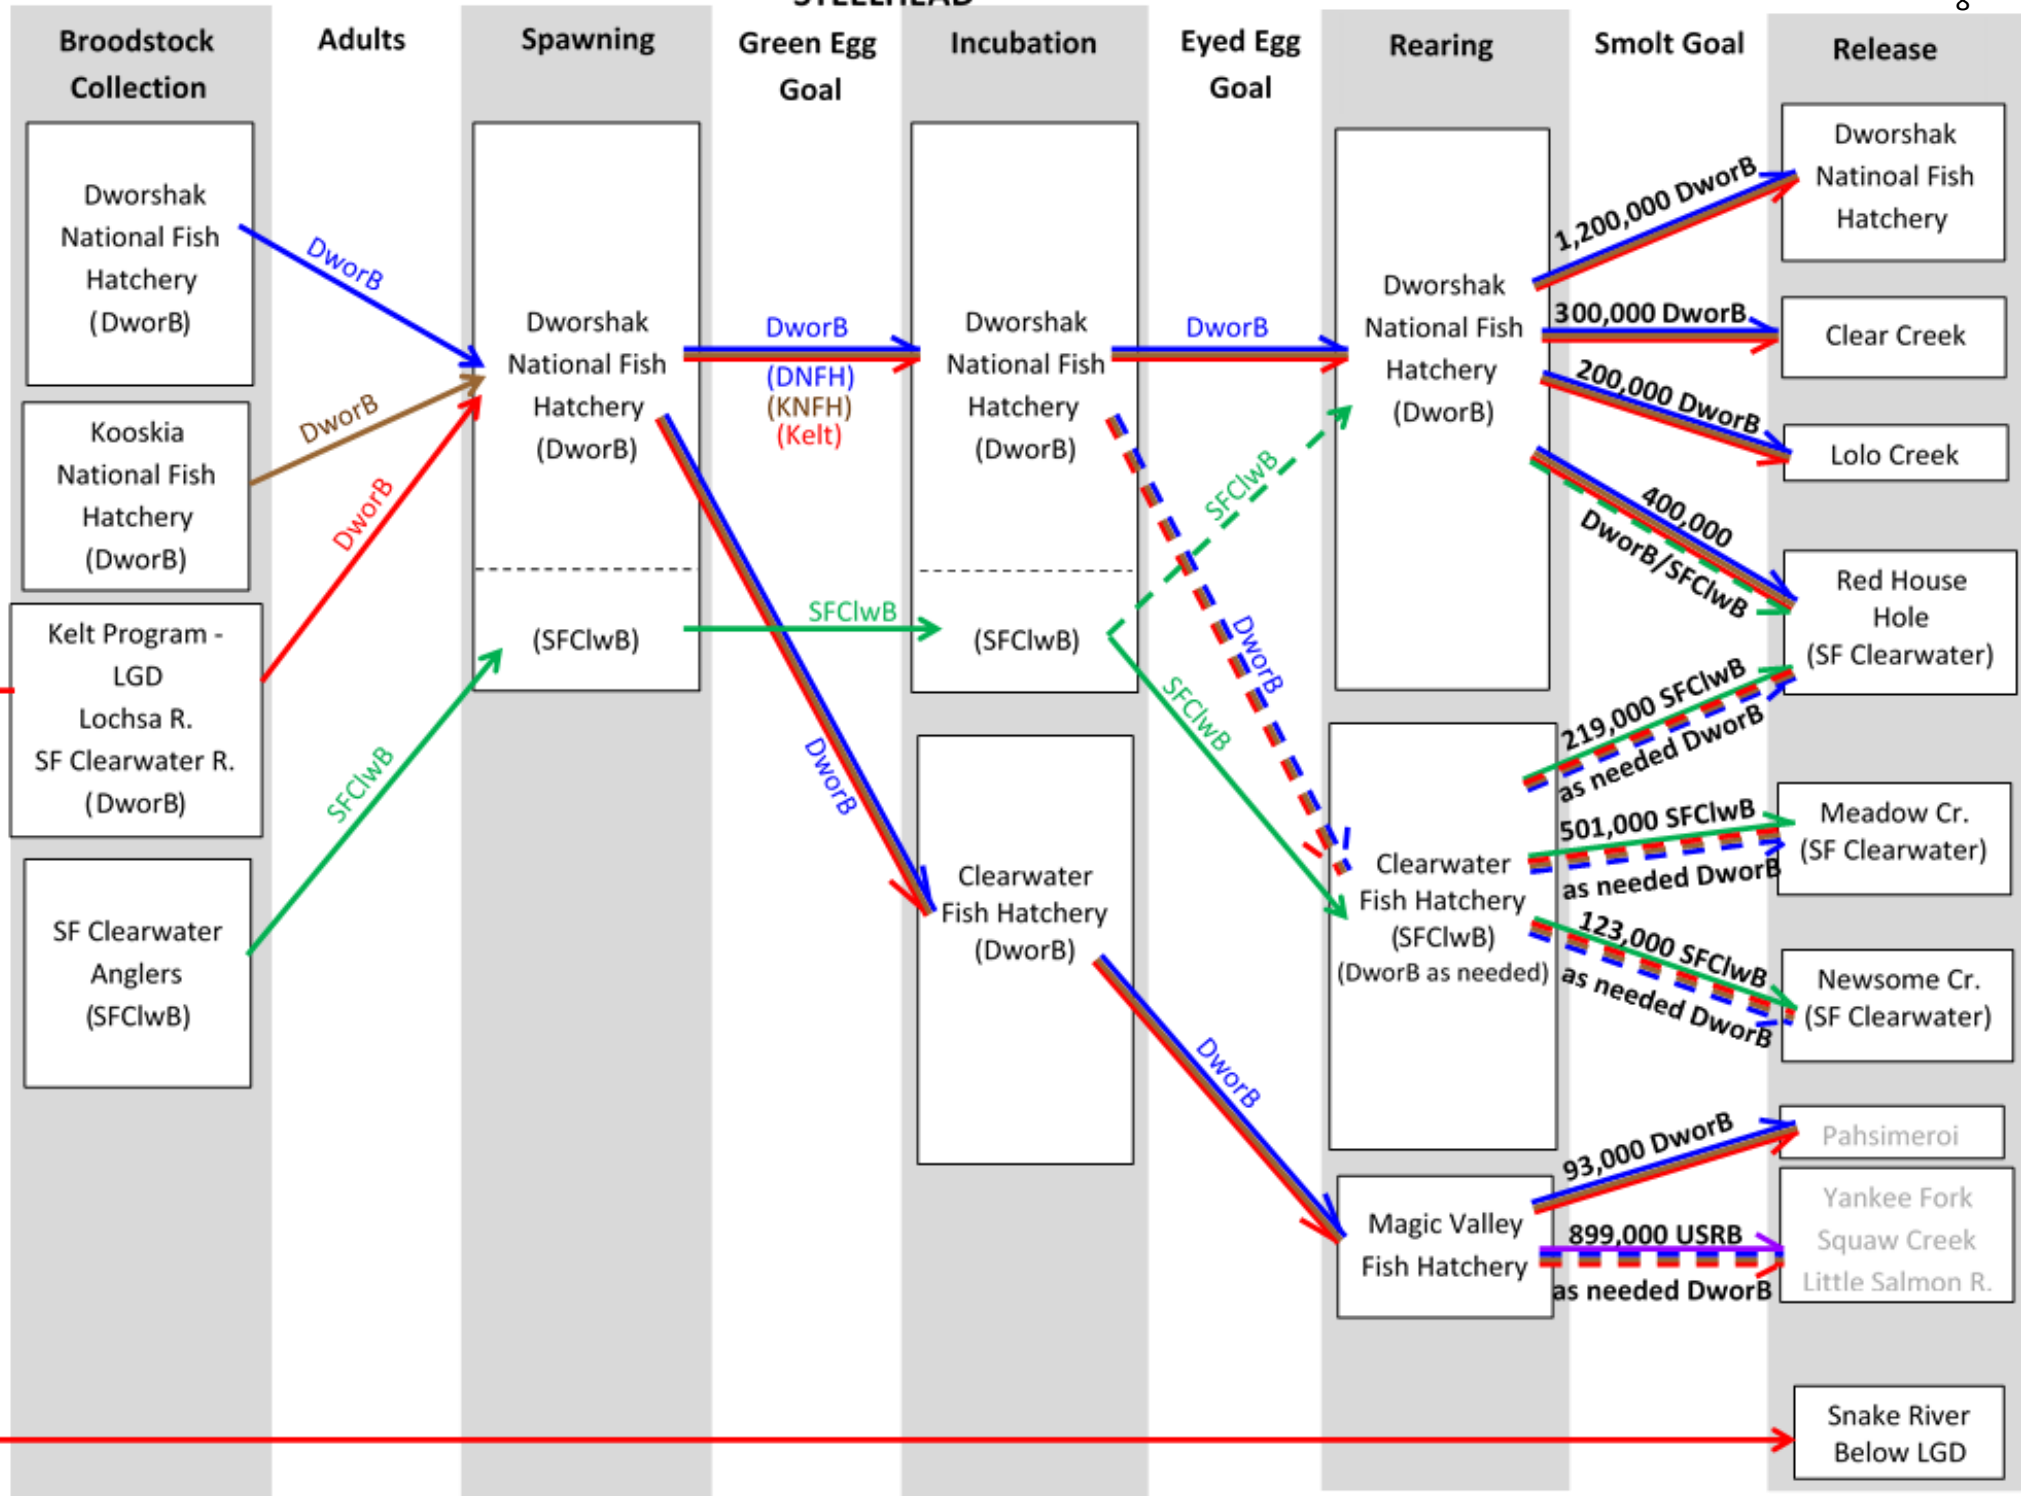 STEELHEAD
8
Broodstock
Collection
Adults
Spawning
Green Egg
Goal
Incubation
Eyed Egg
Goal
Rearing
Smolt Goal
Release
Dworshak
National Fish
Hatchery
(DworB)
Kooskia
National Fish
Hatchery
(DworB)
Kelt Program -
LGD
Lochsa R.
SF Clearwater R.
(DworB)
SF Clearwater
Anglers
(SFClwB)
DworB
DworB
DworB
SFClwB
Dworshak
National Fish
Hatchery
(DworB)
(SFClwB)
DworB
(DNFH)
(KNFH)
(Kelt)
SFClwB
DworB
Dworshak
National Fish
Hatchery
(DworB)
(SFClwB)
Clearwater
Fish Hatchery
(DworB)
DworB
SFClwB
DworB
SFClwB
DworB
Dworshak
National Fish
Hatchery
(DworB)
Clearwater
Fish Hatchery
(SFClwB)
(DworB as needed)
Magic Valley
Fish Hatchery
1,200,000 DworB
300,000 DworB
200,000 DworB
400,000
DworB/SFClwB
219,000 SFClwB
as needed DworB
501,000 SFClwB
as needed DworB
123,000 SFClwB
as needed DworB
93,000 DworB
899,000 USRB
as needed DworB
Dworshak
Natinoal Fish
Hatchery
Clear Creek
Lolo Creek
Red House
Hole
(SF Clearwater)
Meadow Cr.
(SF Clearwater)
Newsome Cr.
(SF Clearwater)
Pahsimeroi
Yankee Fork
Squaw Creek
Little Salmon R.
Snake River
Below LGD